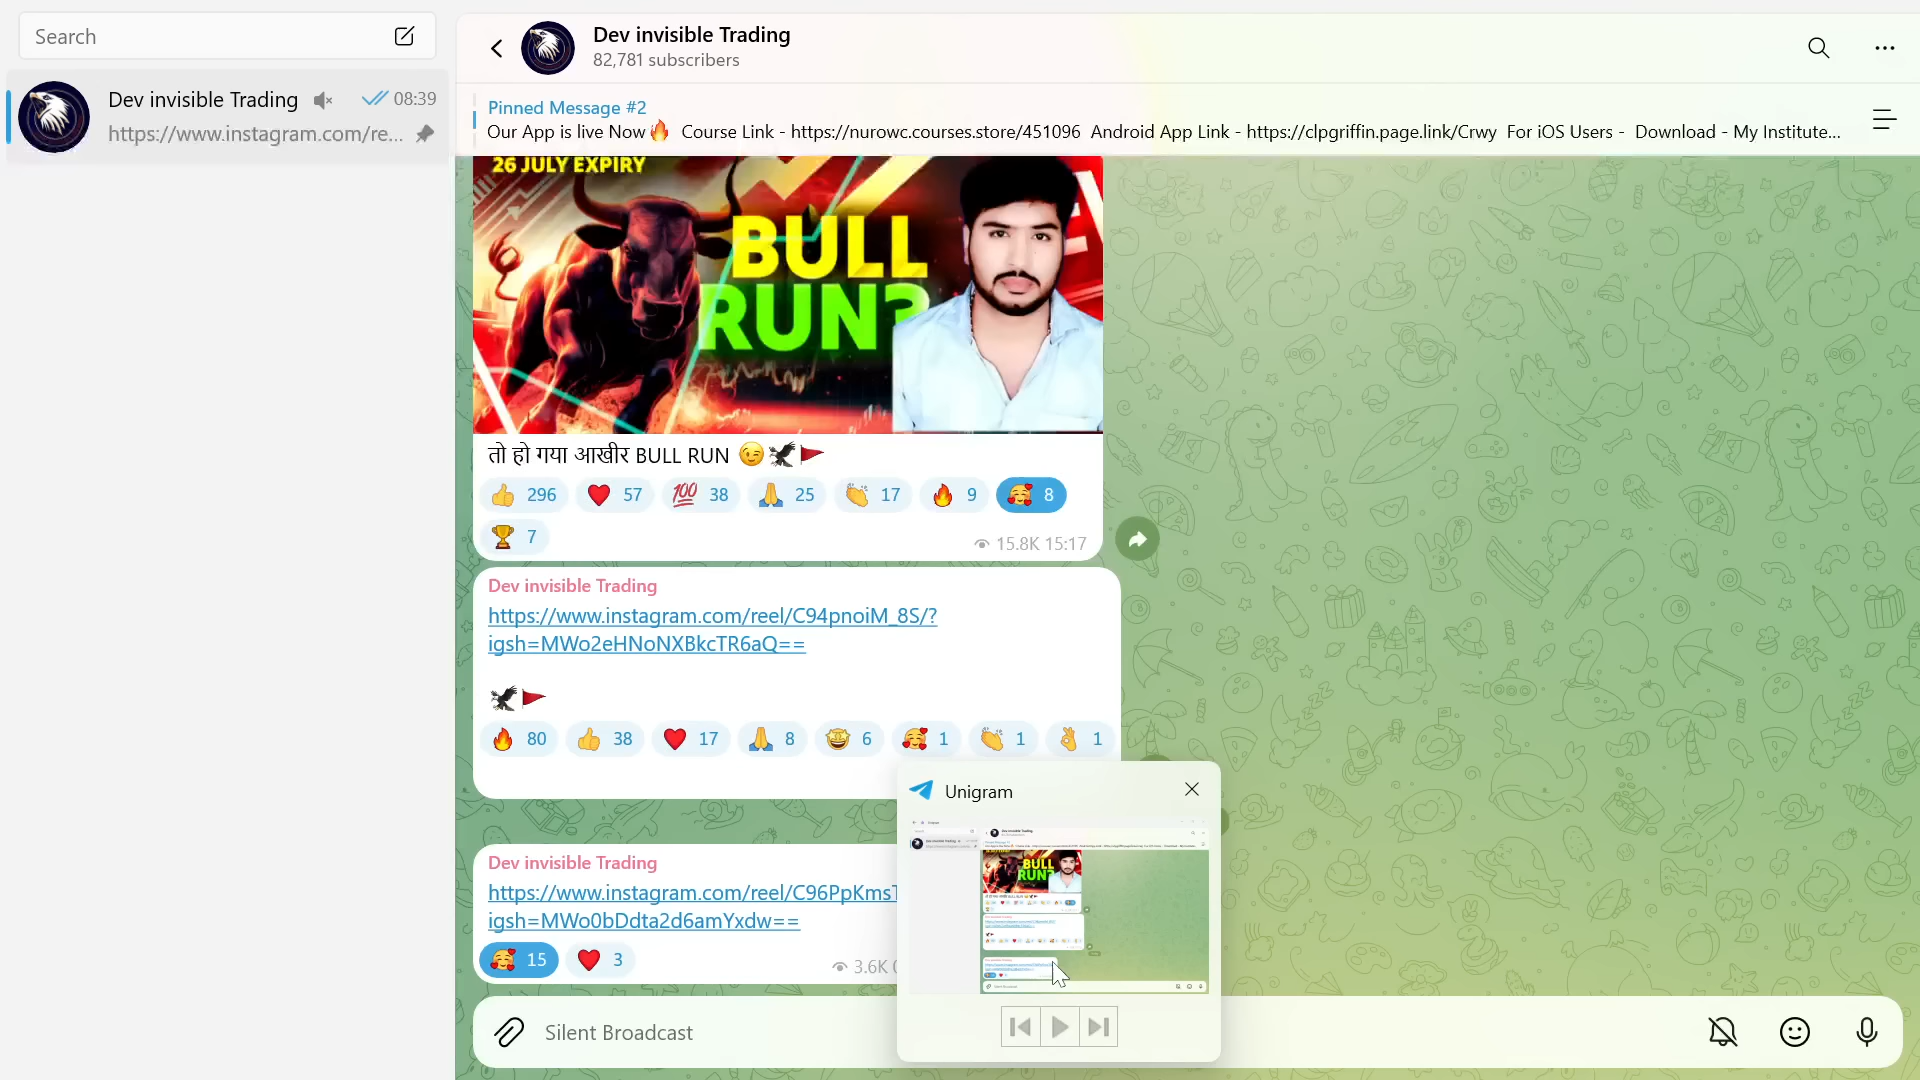 Search
Dev invisible Trading
08:39
https://www.instagram.com/re...
Dev invisible Trading
82,781 subscribers
Pinned Message #2
Our App is live Now🔥 Course Link - https://nurowc.courses.store/451096 Android App Link - https://clpgriffin.page.link/Crwy For iOS Users - Download - My Institute...
26 JULY EXPIRY
BULL
RUN?
तो हो गया आखीर BULL RUN 😉🦅🚩
👍 296 ❤️ 57 💯 38 🙏 25 👏 17 🔥 9 🥰 8
🏆 7
15.8K 15:17
Dev invisible Trading
https://www.instagram.com/reel/C94pnoiM_8S/?
igsh=MWo2eHNoNXBkcTR6aQ==
🦅🚩
🔥 80 👍 38 ❤️ 17 🙏 8 🤩 6 🥰 1 👏 1 👌 1
Unigram
Dev invisible Trading
https://www.instagram.com/reel/C96PpKms
igsh=MWo0bDdta2d6amYxdw==
🥰 15 ❤️ 3
3.6K
Silent Broadcast